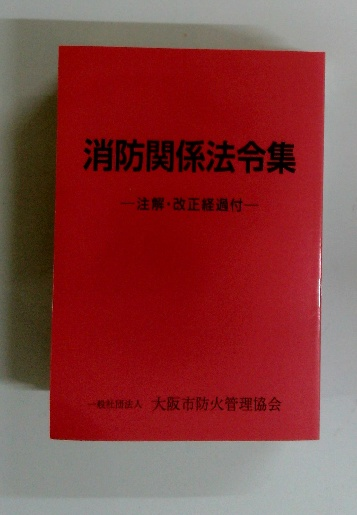 消防関係法令集
―注解・改正経過付―
一般社団法人 大阪市防火管理協会